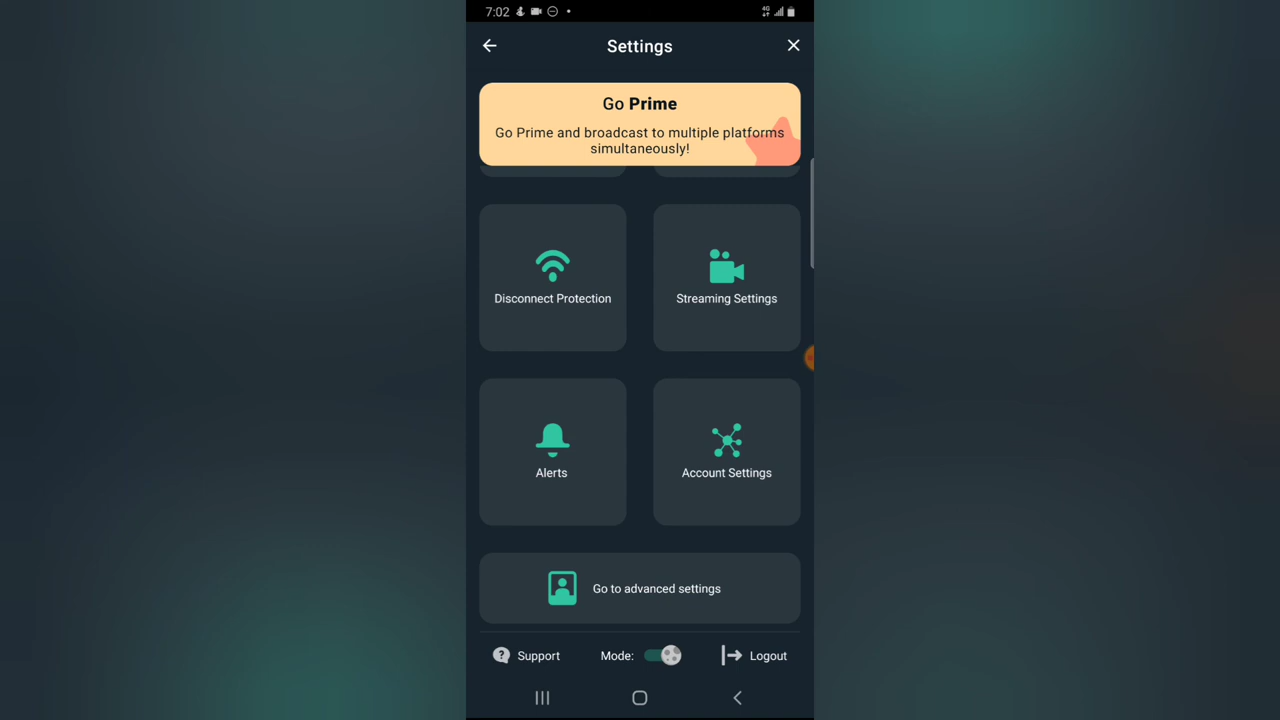 7:02
4G
Settings
Go Prime
Go Prime and broadcast to multiple platforms
simultaneously!
Disconnect Protection
Streaming Settings
Alerts
Account Settings
Go to advanced settings
Support
Mode:
Logout